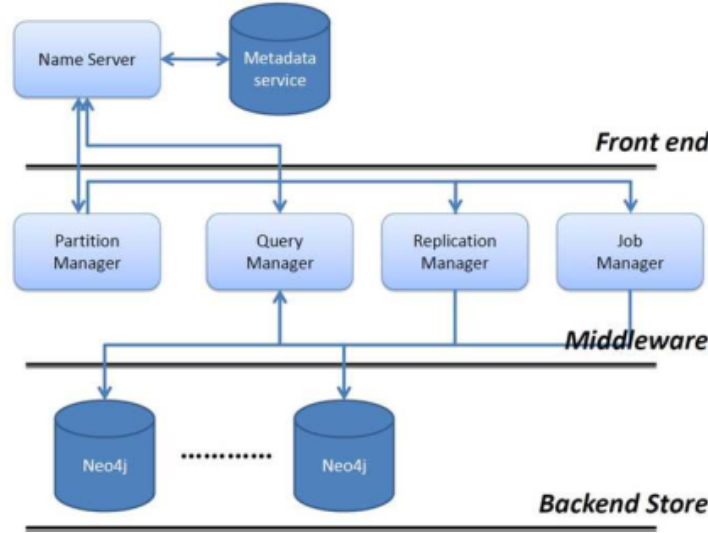 Name Server
Metadata
service
Front end
Partition
Manager
Query
Manager
Replication
Manager
Job
Manager
Middleware
Neo4j
............
Neo4j
Backend Store